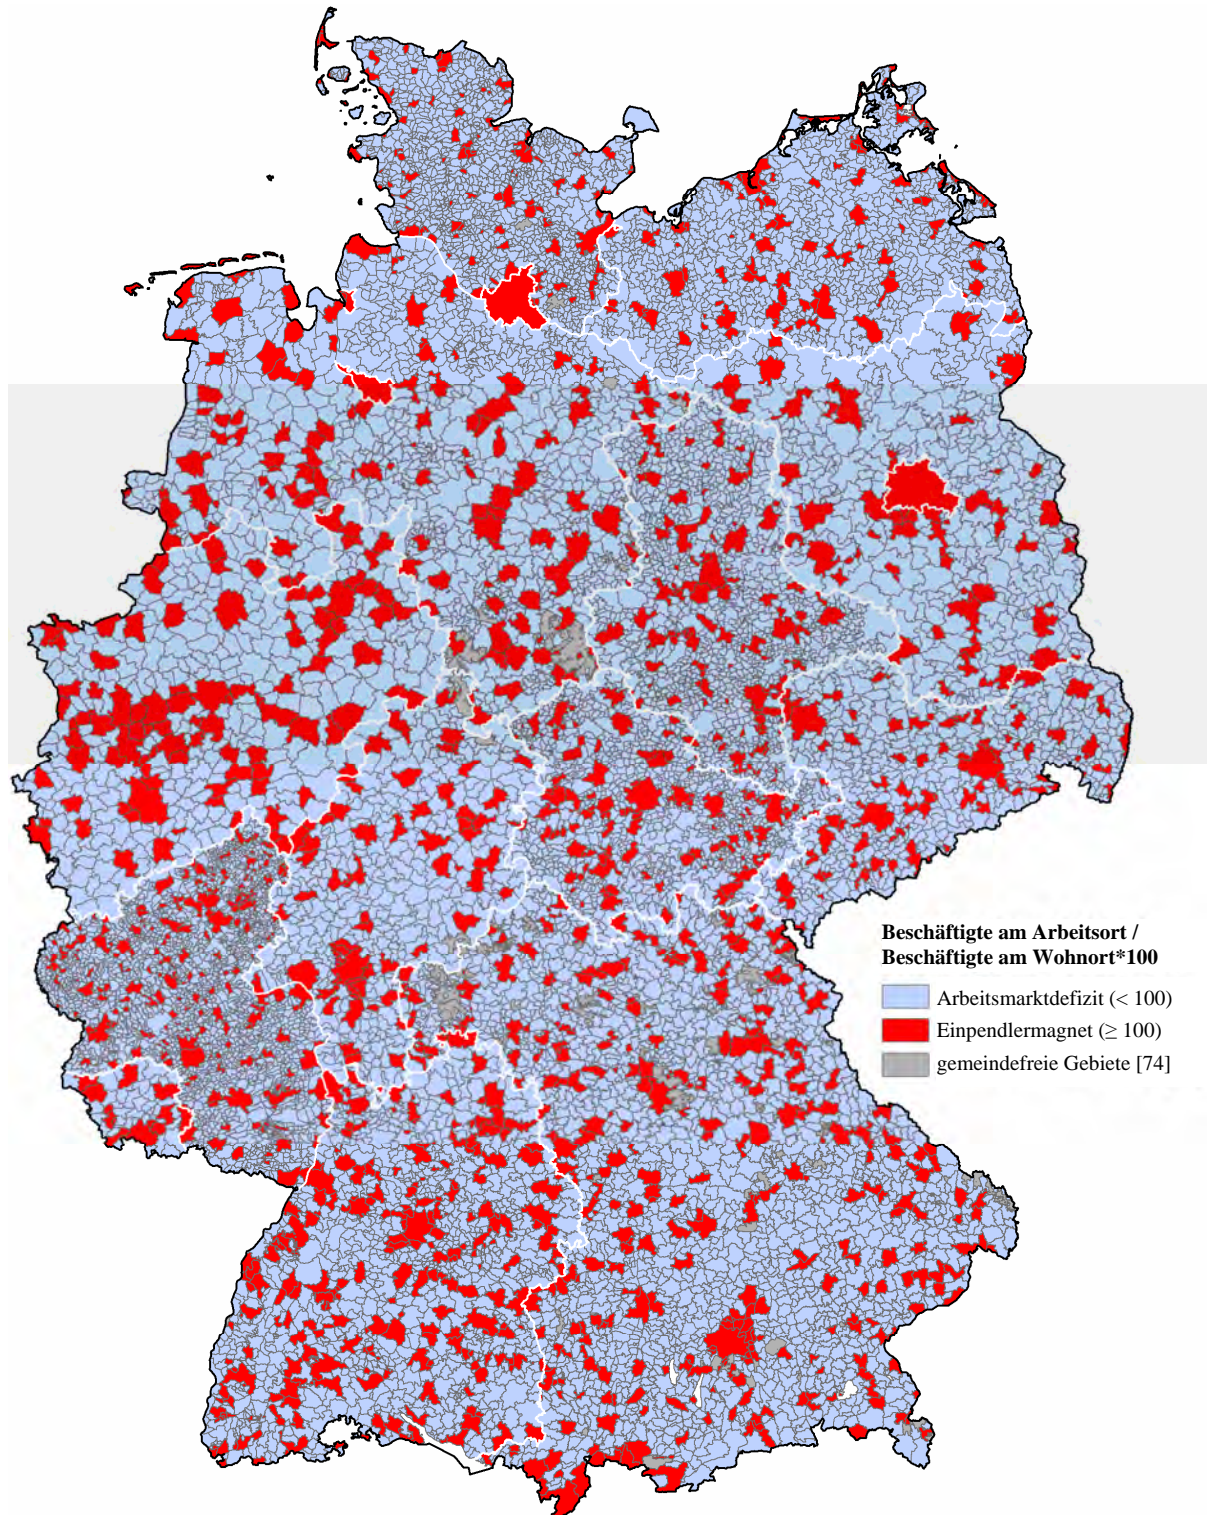 Beschäftigte am Arbeitsort /
Beschäftigte am Wohnort*100
Arbeitsmarktdefizit (< 100)
Einpendlermagnet (≥ 100)
gemeindefreie Gebiete [74]